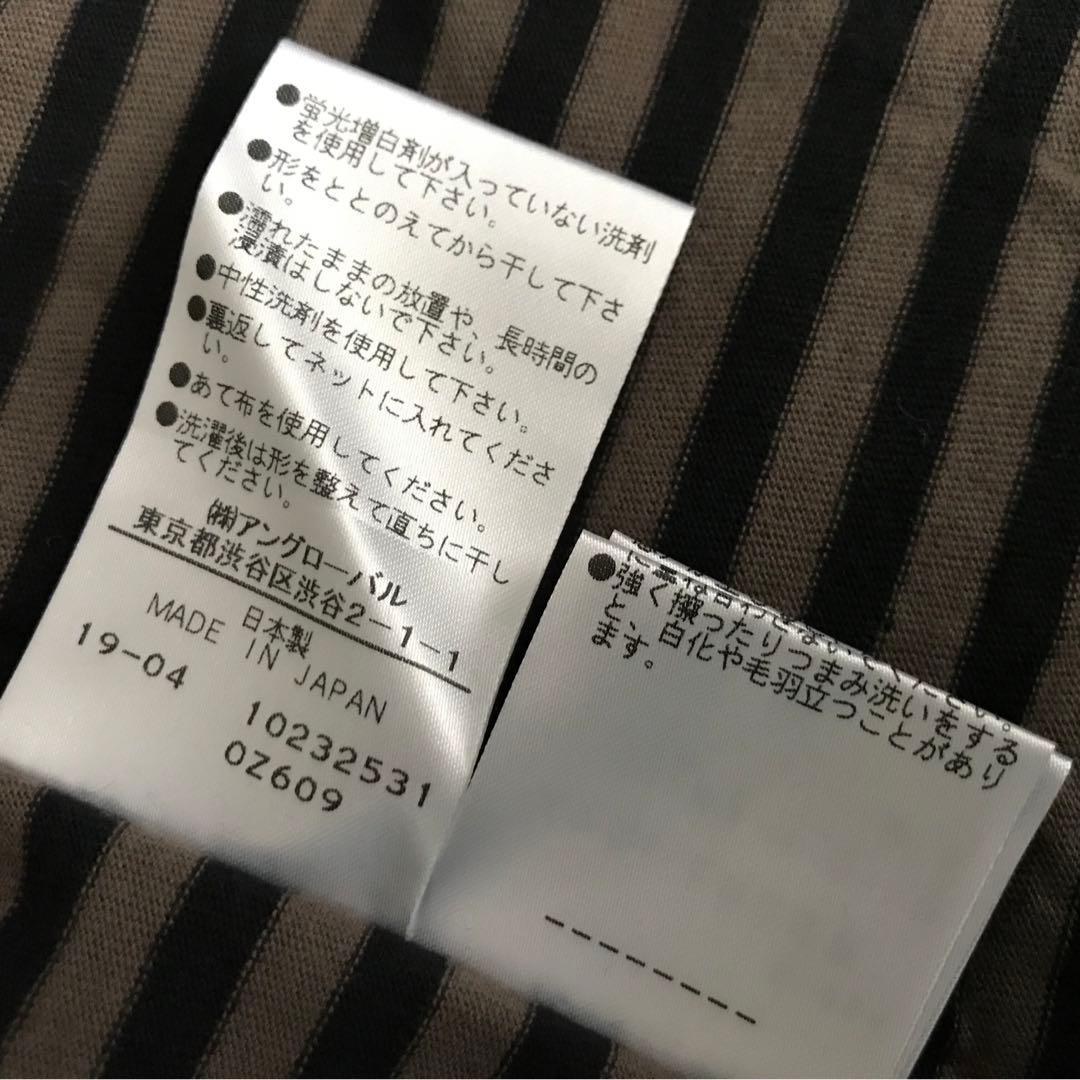 ●蛍光増白剤が入っていない洗剤
を使用して下さい。
●形をととのえてから干して下さ
い。
●濡れたままの放置や、長時間の
浸漬はしないで下さい。
●中性洗剤を使用して下さい。
●裏返してネットに入れてくださ
い。
●あて布を使用してください。
●洗濯後は形を整えて直ちに干し
てください。
㈱アングローバル
東京都渋谷区渋谷2-1-1
日本製
MADE IN JAPAN
19-04
10232531
OZ609
●強く擦ったりつまみ洗いをする
と、白化や毛羽立つことがあり
ます。
--------